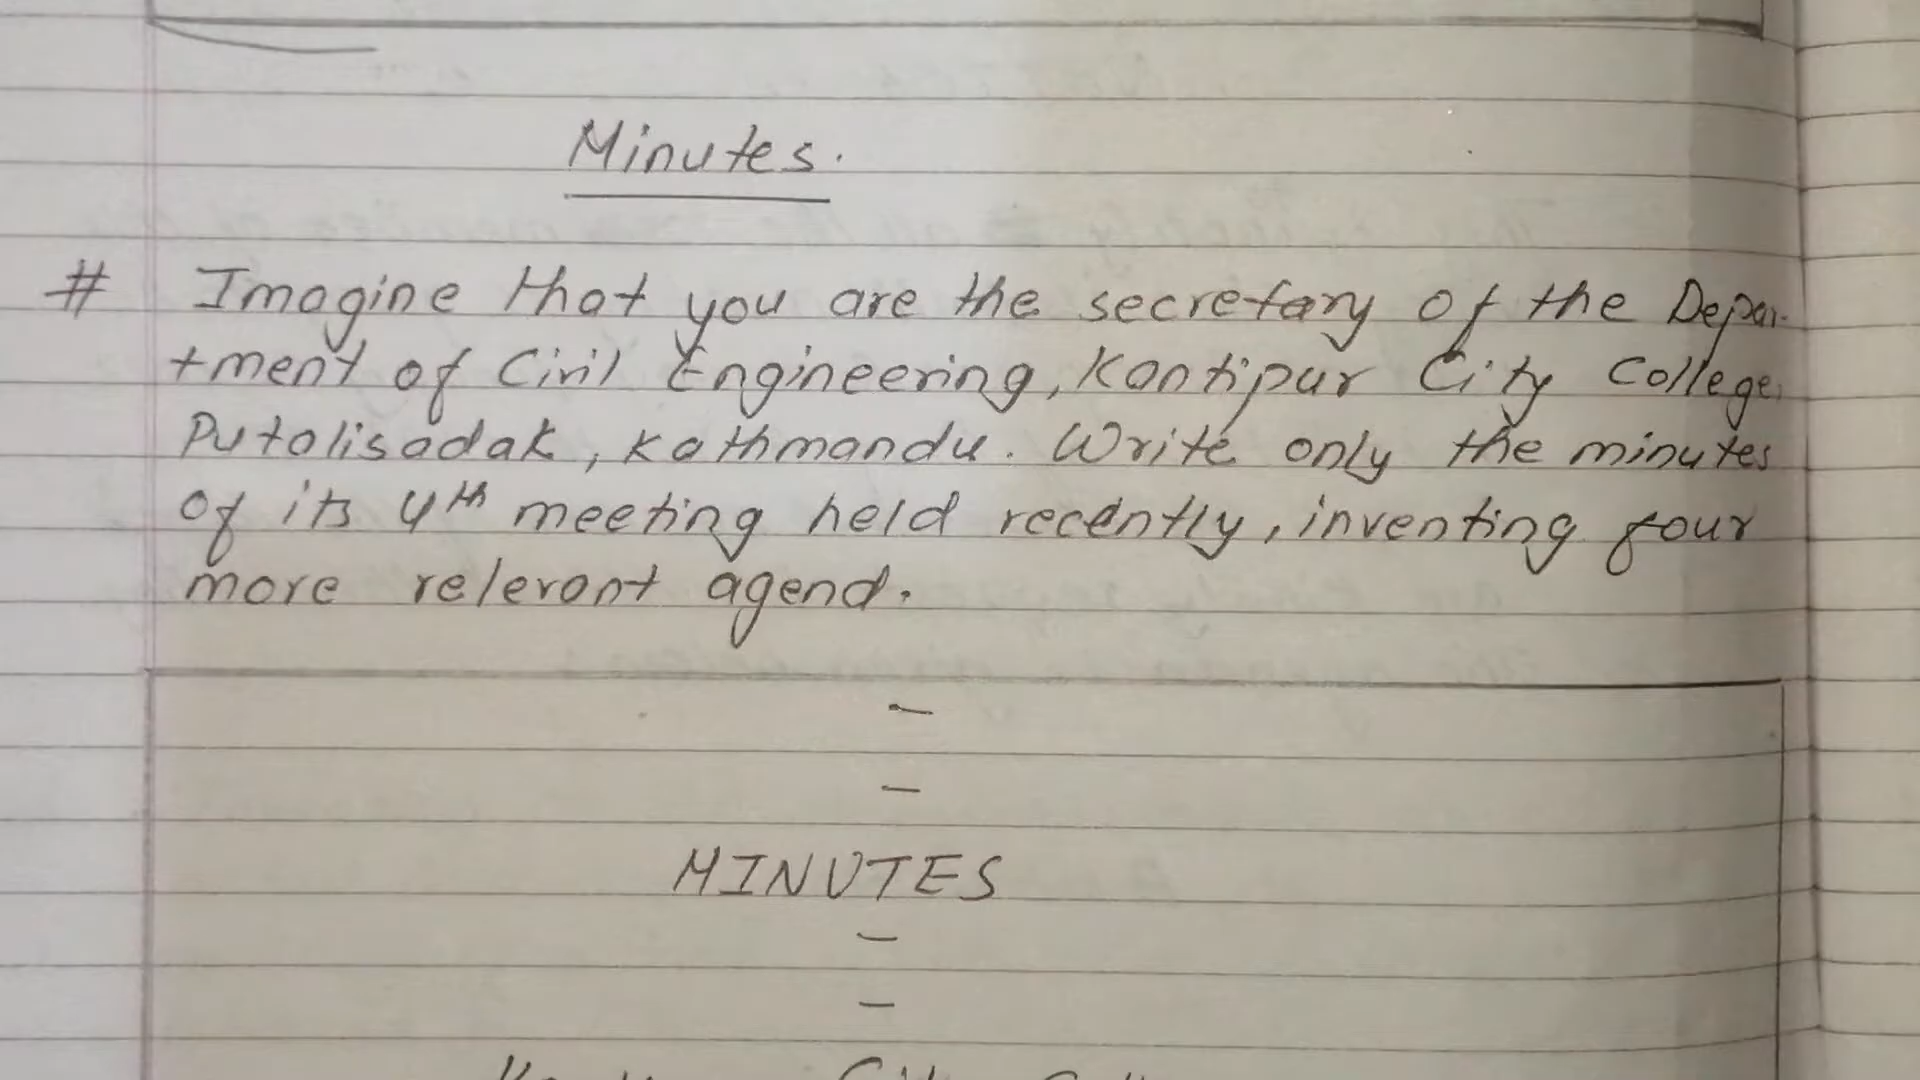 Minutes.
# Imagine that you are the secretary of the Depar-
tment of Civil Engineering, Kantipur City College,
Putalisadak, Kathmandu. Write only the minutes
of its 4th meeting held recently, inventing four
more relevant agend.
-
-
MINUTES
-
-